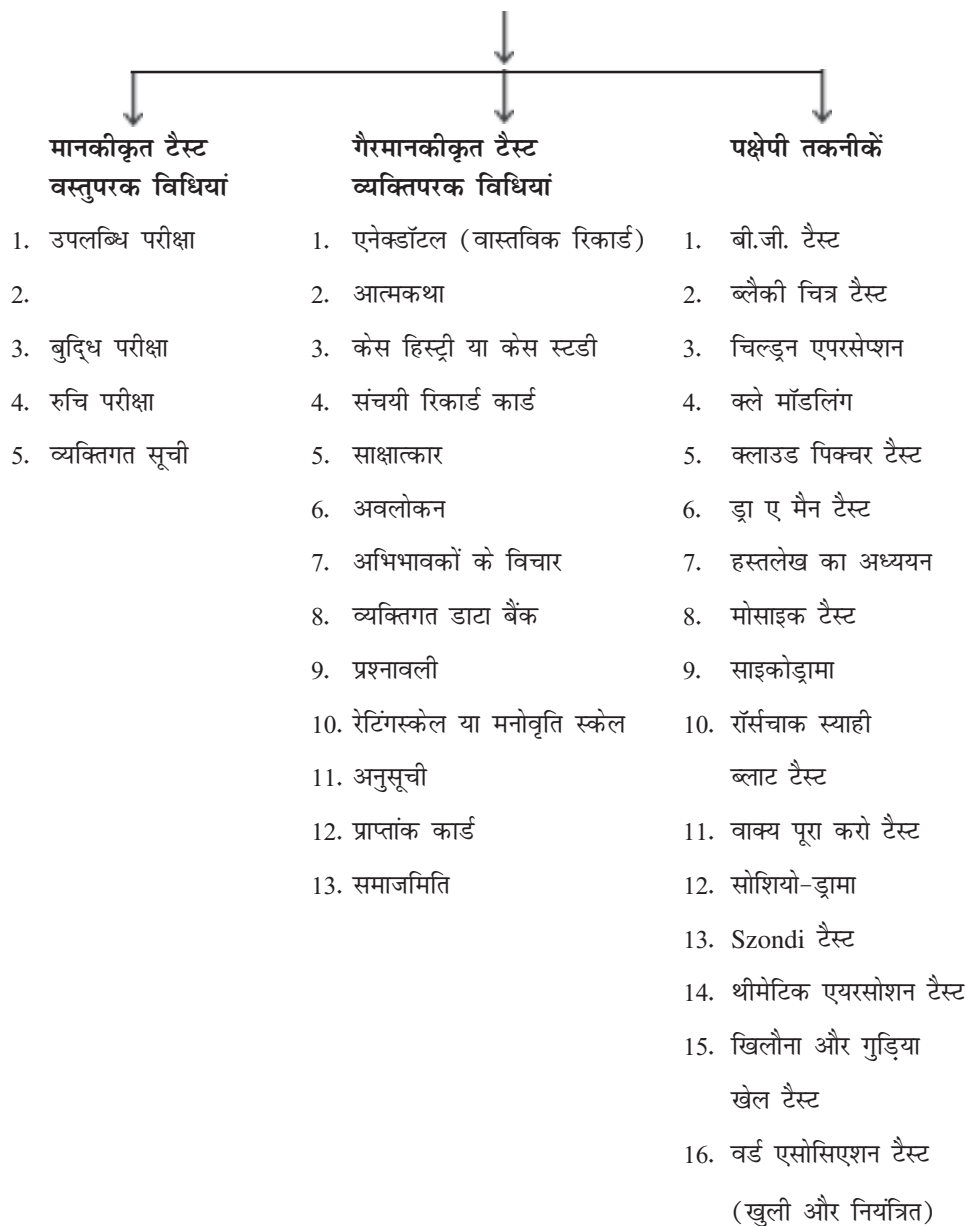 मानकीकृत टैस्ट
वस्तुपरक विधियां
1. उपलब्धि परीक्षा
2.
3. बुद्धि परीक्षा
4. रुचि परीक्षा
5. व्यक्तिगत सूची
गैरमानकीकृत टैस्ट
व्यक्तिपरक विधियां
1. एनेक्डॉटल (वास्तविक रिकार्ड)
2. आत्मकथा
3. केस हिस्ट्री या केस स्टडी
4. संचयी रिकार्ड कार्ड
5. साक्षात्कार
6. अवलोकन
7. अभिभावकों के विचार
8. व्यक्तिगत डाटा बैंक
9. प्रश्नावली
10. रेटिंगस्केल या मनोवृति स्केल
11. अनुसूची
12. प्राप्तांक कार्ड
13. समाजमिति
पक्षेपी तकनीकें
1. बी.जी. टैस्ट
2. ब्लैकी चित्र टैस्ट
3. चिल्ड्रन एपरसेप्शन
4. क्ले मॉडलिंग
5. क्लाउड पिक्चर टैस्ट
6. ड्रा ए मैन टैस्ट
7. हस्तलेख का अध्ययन
8. मोसाइक टैस्ट
9. साइकोड्रामा
10. रॉर्सचाक स्याही
ब्लाट टैस्ट
11. वाक्य पूरा करो टैस्ट
12. सोशियो-ड्रामा
13. Szondi टैस्ट
14. थीमेटिक एयरसोशन टैस्ट
15. खिलौना और गुड़िया
खेल टैस्ट
16. वर्ड एसोसिएशन टैस्ट
(खुली और नियंत्रित)